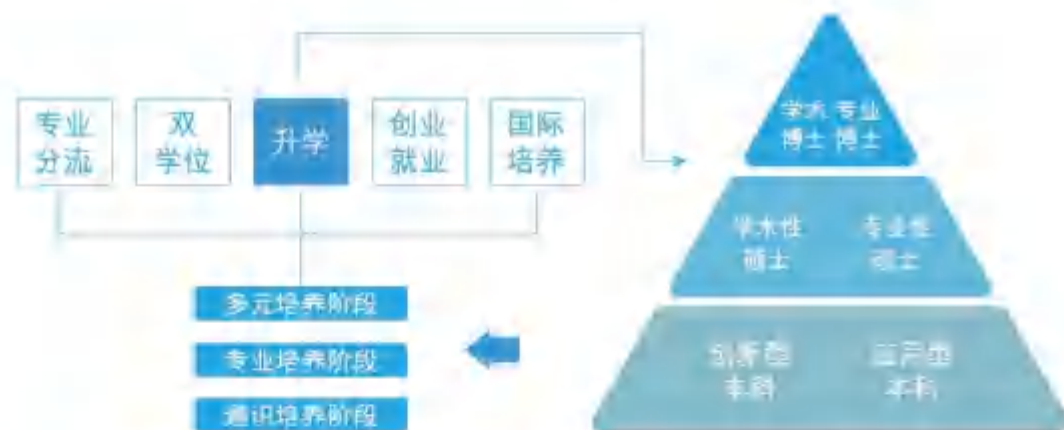 专业
分流
双
学位
升学
创业
就业
国际
培养
多元培养阶段
专业培养阶段
通识培养阶段
学术 专业
博士 博士
学术性
硕士
专业性
硕士
创新型
本科
应用型
本科